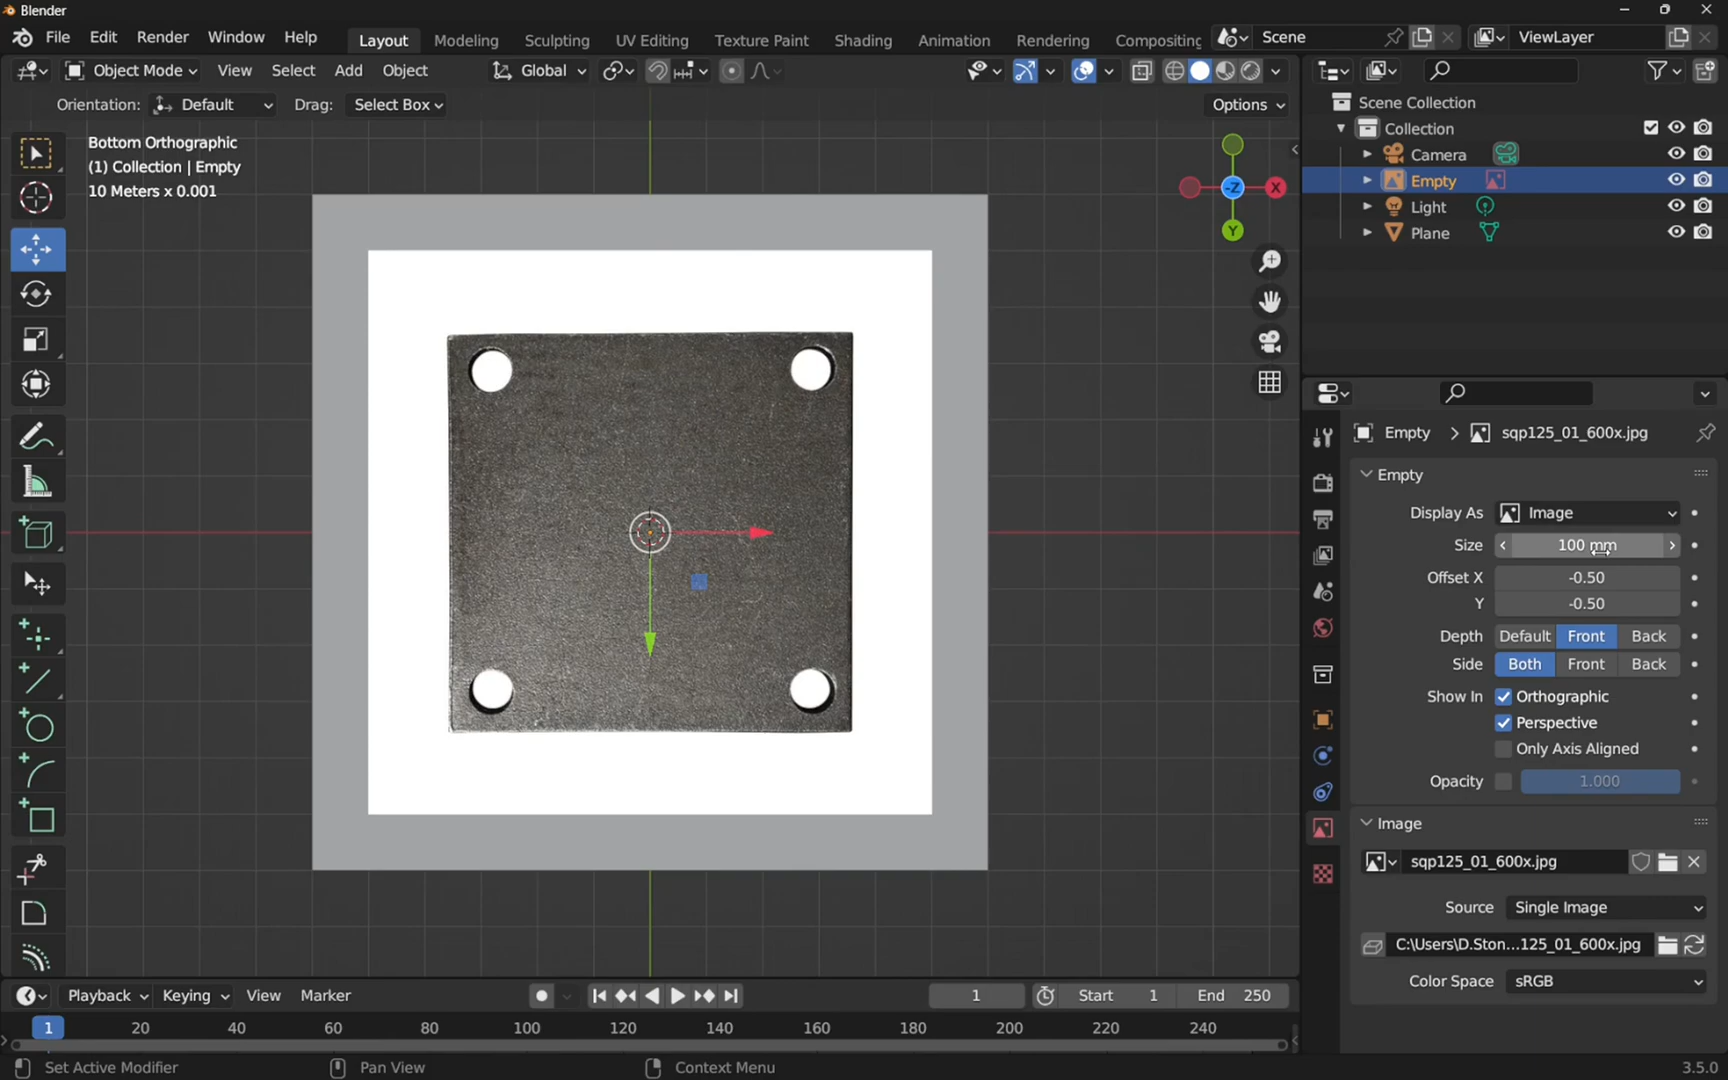 Blender
File Edit Render Window Help Layout Modeling Sculpting UV Editing Texture Paint Shading Animation Rendering Compositing Scene ViewLayer
Object Mode View Select Add Object Global
Orientation: Default Drag: Select Box Options
Bottom Orthographic
(1) Collection | Empty
10 Meters x 0.001
-Z X
Y
Scene Collection
Collection
Camera
Empty
Light
Plane
Empty sqp125_01_600x.jpg
Empty
Display As Image
Size 100 mm
Offset X -0.50
Y -0.50
Depth Default Front Back
Side Both Front Back
Show In Orthographic
Perspective
Only Axis Aligned
Opacity 1.000
Image
sqp125_01_600x.jpg
Source Single Image
C:\Users\D.Ston...125_01_600x.jpg
Color Space sRGB
Playback Keying View Marker 1 Start 1 End 250
1 20 40 60 80 100 120 140 160 180 200 220 240
Set Active Modifier Pan View Context Menu 3.5.0